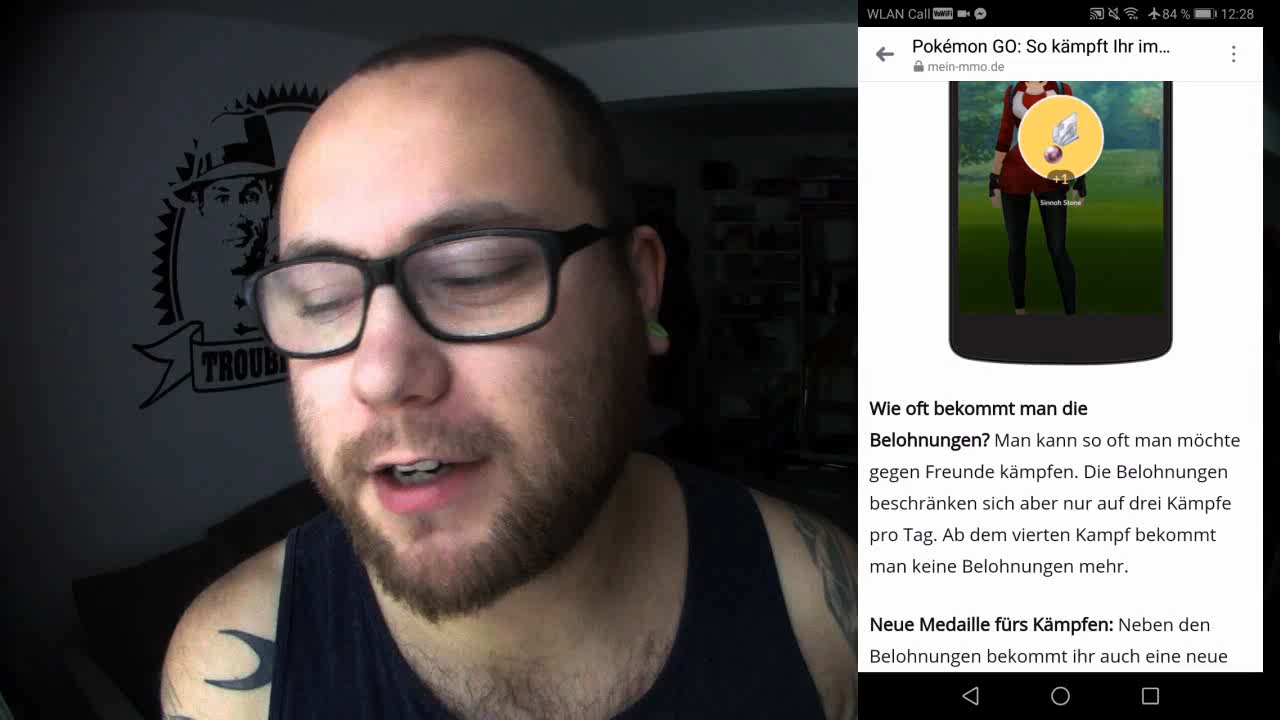 WLAN Call VoWiFi 84 % 12:28
Pokémon GO: So kämpft Ihr im…
mein-mmo.de
+1
Sinnoh Stone
TROUB
Wie oft bekommt man die
Belohnungen? Man kann so oft man möchte
gegen Freunde kämpfen. Die Belohnungen
beschränken sich aber nur auf drei Kämpfe
pro Tag. Ab dem vierten Kampf bekommt
man keine Belohnungen mehr.
Neue Medaille fürs Kämpfen: Neben den
Belohnungen bekommt ihr auch eine neue